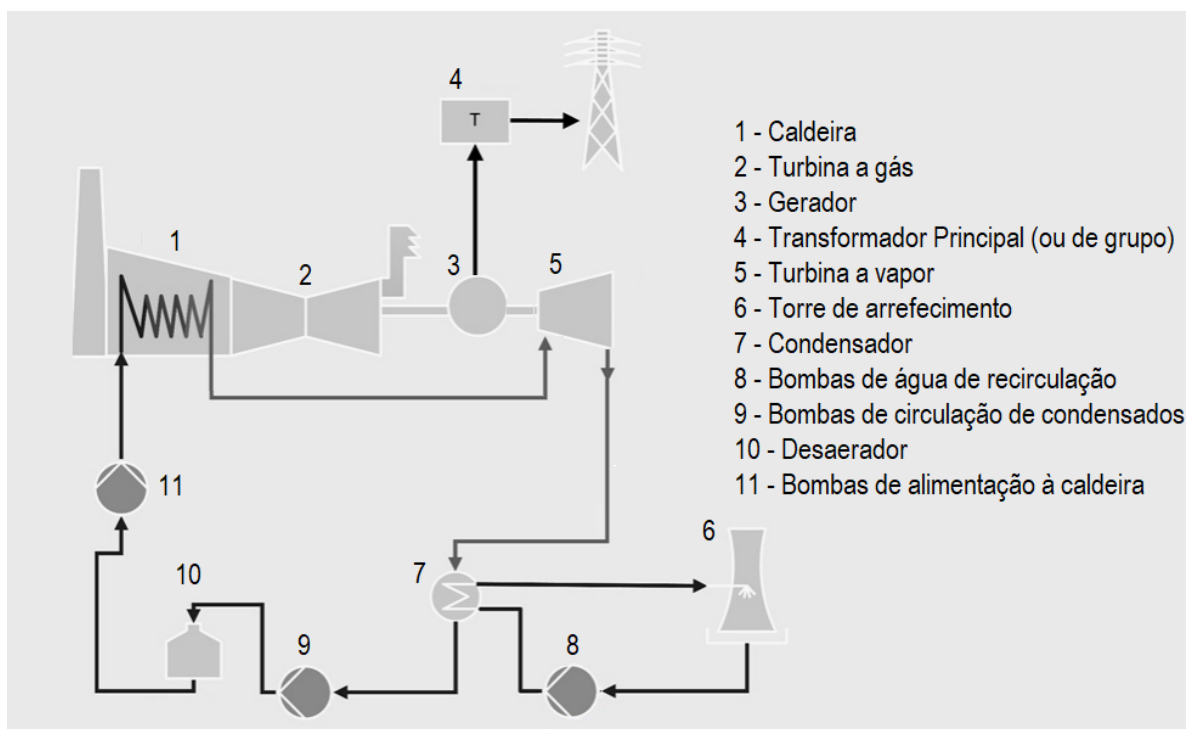 4
T
1 - Caldeira
2 - Turbina a gás
3 - Gerador
4 - Transformador Principal (ou de grupo)
5 - Turbina a vapor
6 - Torre de arrefecimento
7 - Condensador
8 - Bombas de água de recirculação
9 - Bombas de circulação de condensados
10 - Desaerador
11 - Bombas de alimentação à caldeira
1
2
3
5
11
6
10
7
9
8